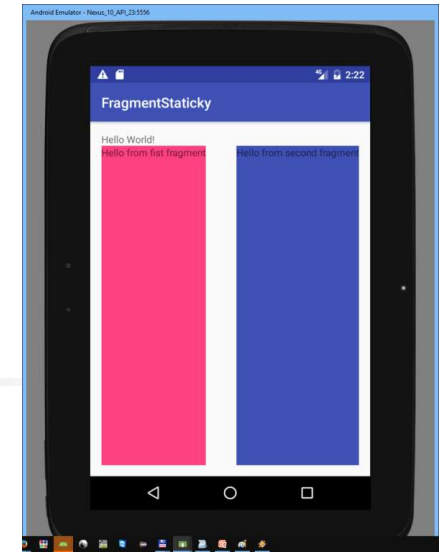 Android Emulator - Nexus_10_API_23:5556
2:22
FragmentStaticky
Hello World!
Hello from fist fragment
Hello from second fragment